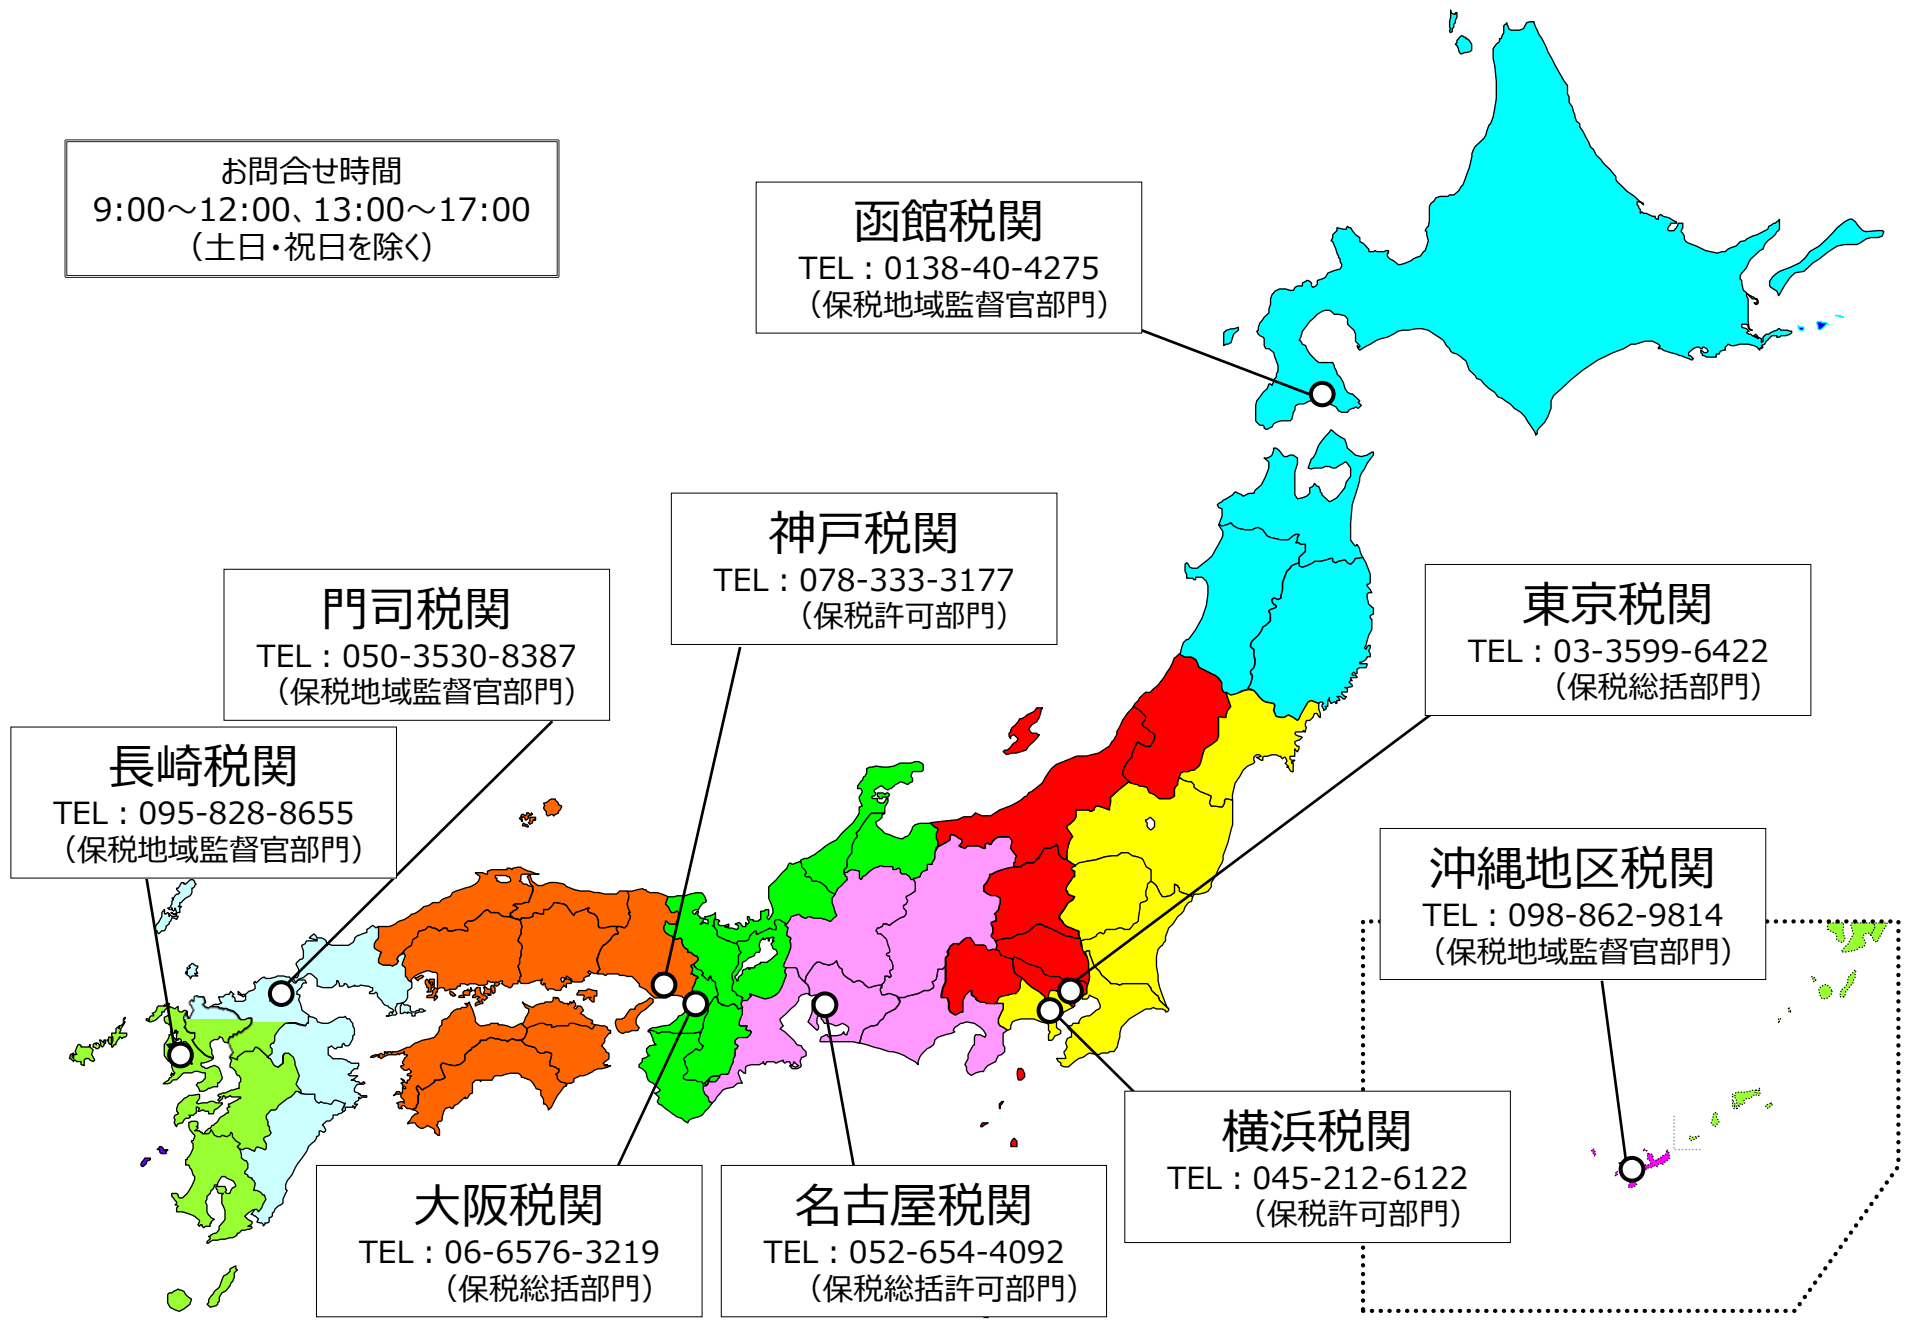 お問合せ時間
9:00～12:00、13:00～17:00
（土日・祝日を除く）
函館税関
TEL：0138-40-4275
（保税地域監督官部門）
神戸税関
TEL：078-333-3177
（保税許可部門）
門司税関
TEL：050-3530-8387
（保税地域監督官部門）
東京税関
TEL：03-3599-6422
（保税総括部門）
長崎税関
TEL：095-828-8655
（保税地域監督官部門）
沖縄地区税関
TEL：098-862-9814
（保税地域監督官部門）
横浜税関
TEL：045-212-6122
（保税許可部門）
大阪税関
TEL：06-6576-3219
（保税総括部門）
名古屋税関
TEL：052-654-4092
（保税総括許可部門）